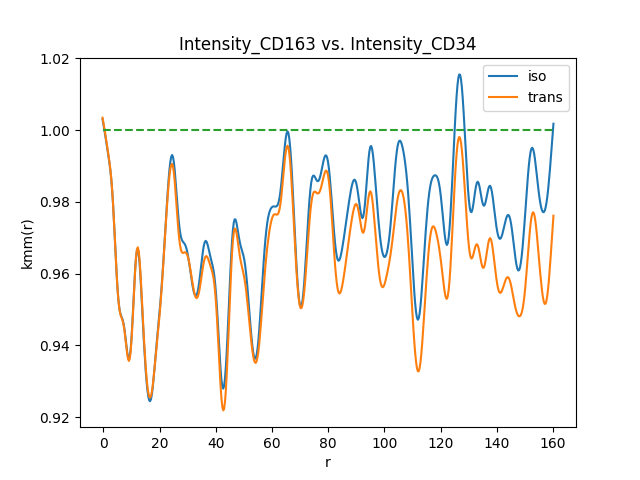 Intensity_CD163 vs. Intensity_CD34
iso
trans
kmm(r)
1.02
1.00
0.98
0.96
0.94
0.92
0 20 40 60 80 100 120 140 160
r